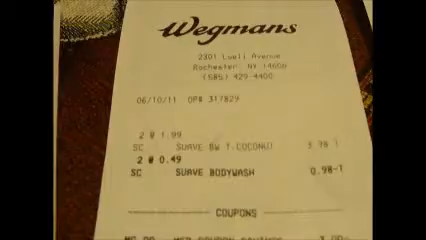 Wegmans
2301 Lyell Avenue
Rochester NY 14606
(585) 429-4400
06/10/11 OP# 317829
2 @ 1.99
SC SUAVE BW T.COCONUT 3.98 T
2 @ 0.49
SC SUAVE BODYWASH 0.98-T
COUPONS